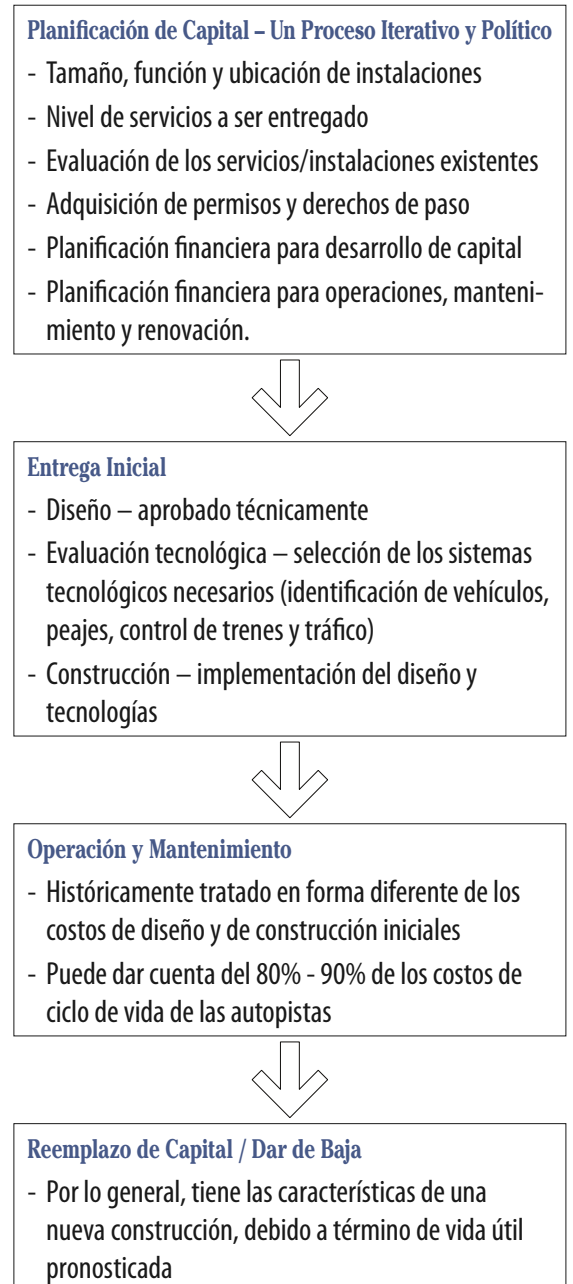 Planificación de Capital – Un Proceso Iterativo y Político
- Tamaño, función y ubicación de instalaciones
- Nivel de servicios a ser entregado
- Evaluación de los servicios/instalaciones existentes
- Adquisición de permisos y derechos de paso
- Planificación financiera para desarrollo de capital
- Planificación financiera para operaciones, manteni-
miento y renovación.
Entrega Inicial
- Diseño – aprobado técnicamente
- Evaluación tecnológica – selección de los sistemas
tecnológicos necesarios (identificación de vehículos,
peajes, control de trenes y tráfico)
- Construcción – implementación del diseño y
tecnologías
Operación y Mantenimiento
- Históricamente tratado en forma diferente de los
costos de diseño y de construcción iniciales
- Puede dar cuenta del 80% - 90% de los costos de
ciclo de vida de las autopistas
Reemplazo de Capital / Dar de Baja
- Por lo general, tiene las características de una
nueva construcción, debido a término de vida útil
pronosticada